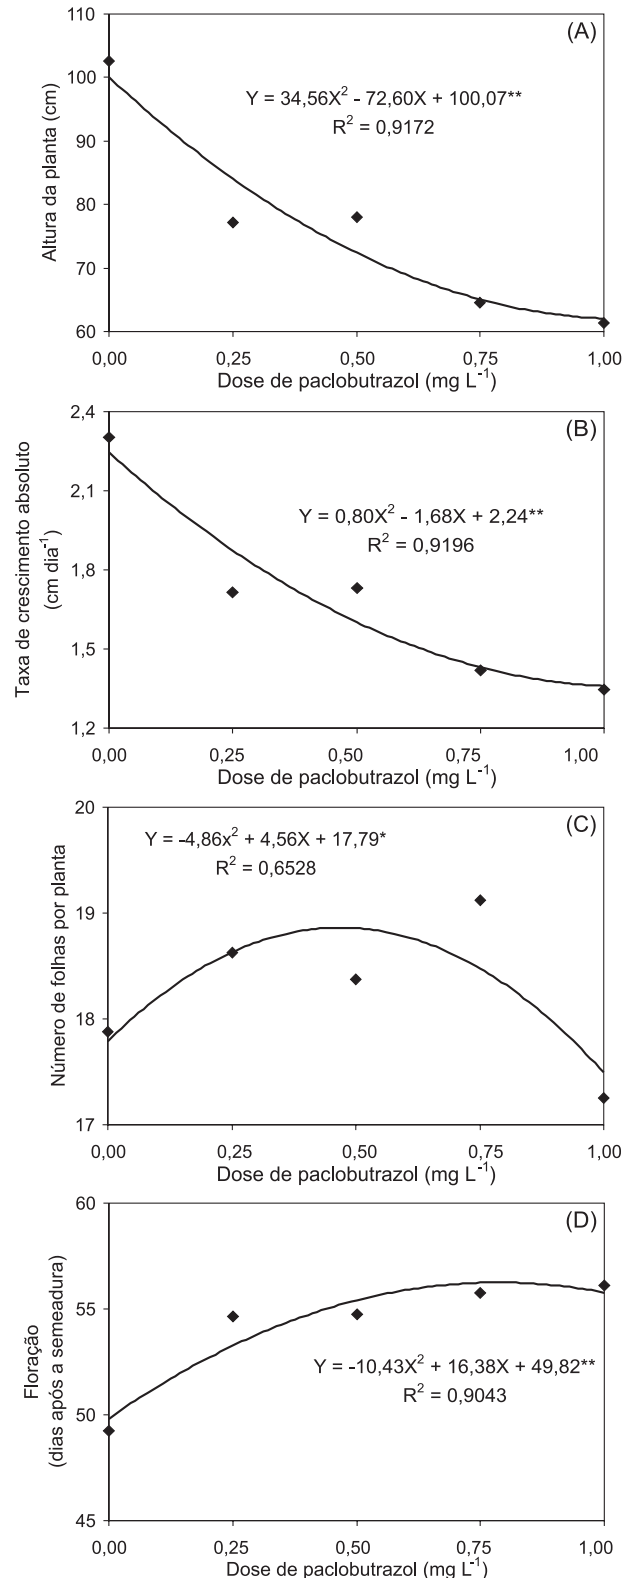 (A)
Altura da planta (cm)
110
100
90
80
70
60
Y = 34,56X² - 72,60X + 100,07**
R² = 0,9172
0,00 0,25 0,50 0,75 1,00
Dose de paclobutrazol (mg L⁻¹)
(B)
Taxa de crescimento absoluto
(cm dia⁻¹)
2,4
2,1
1,8
1,5
1,2
Y = 0,80X² - 1,68X + 2,24**
R² = 0,9196
0,00 0,25 0,50 0,75 1,00
Dose de paclobutrazol (mg L⁻¹)
(C)
Número de folhas por planta
20
19
18
17
Y = -4,86x² + 4,56X + 17,79*
R² = 0,6528
0,00 0,25 0,50 0,75 1,00
Dose de paclobutrazol (mg L⁻¹)
(D)
Floração
(dias após a semeadura)
60
55
50
45
Y = -10,43X² + 16,38X + 49,82**
R² = 0,9043
0,00 0,25 0,50 0,75 1,00
Dose de paclobutrazol (mg L⁻¹)